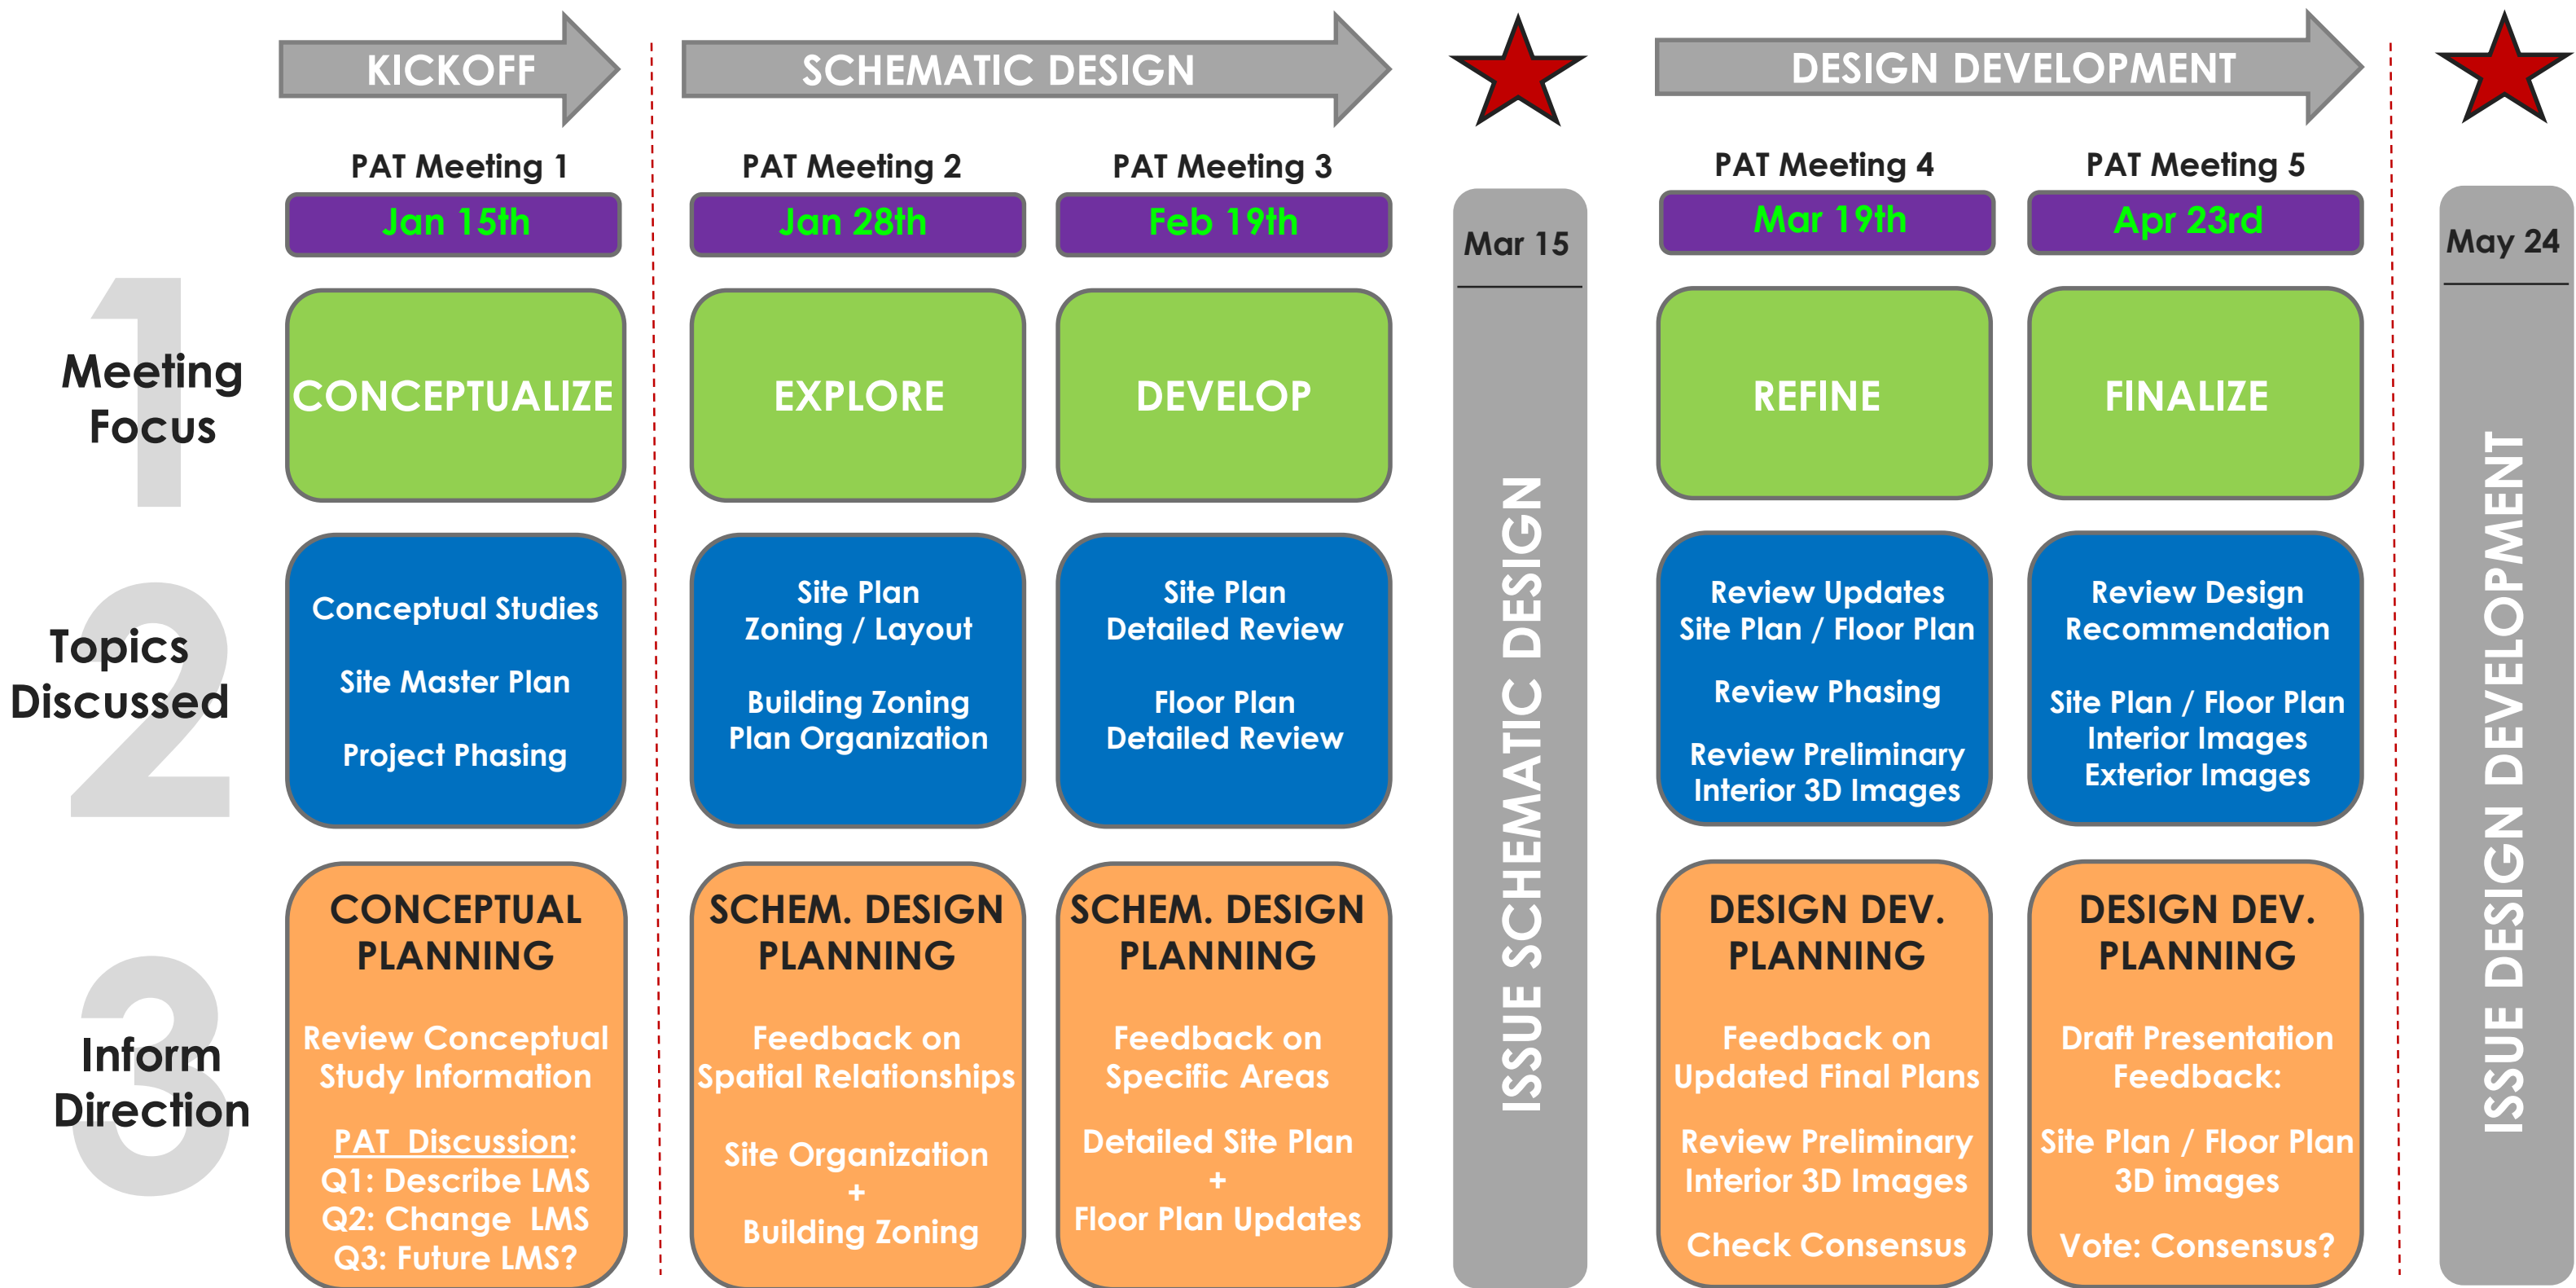 KICKOFF
SCHEMATIC DESIGN
DESIGN DEVELOPMENT
PAT Meeting 1
PAT Meeting 2
PAT Meeting 3
PAT Meeting 4
PAT Meeting 5
Jan 15th
Jan 28th
Feb 19th
Mar 15
Mar 19th
Apr 23rd
May 24
1
Meeting
Focus
CONCEPTUALIZE
EXPLORE
DEVELOP
REFINE
FINALIZE
2
Topics
Discussed
Conceptual Studies
Site Master Plan
Project Phasing
Site Plan
Zoning / Layout
Building Zoning
Plan Organization
Site Plan
Detailed Review
Floor Plan
Detailed Review
ISSUE SCHEMATIC DESIGN
Review Updates
Site Plan / Floor Plan
Review Phasing
Review Preliminary
Interior 3D Images
Review Design
Recommendation
Site Plan / Floor Plan
Interior Images
Exterior Images
ISSUE DESIGN DEVELOPMENT
3
Inform
Direction
CONCEPTUAL
PLANNING
Review Conceptual
Study Information
PAT  Discussion:
Q1: Describe LMS
Q2: Change  LMS
Q3: Future LMS?
SCHEM. DESIGN
PLANNING
Feedback on
Spatial Relationships
Site Organization
+
Building Zoning
SCHEM. DESIGN
PLANNING
Feedback on
Specific Areas
Detailed Site Plan
+
Floor Plan Updates
DESIGN DEV.
PLANNING
Feedback on
Updated Final Plans
Review Preliminary
Interior 3D Images
Check Consensus
DESIGN DEV.
PLANNING
Draft Presentation
Feedback:
Site Plan / Floor Plan
3D images
Vote: Consensus?